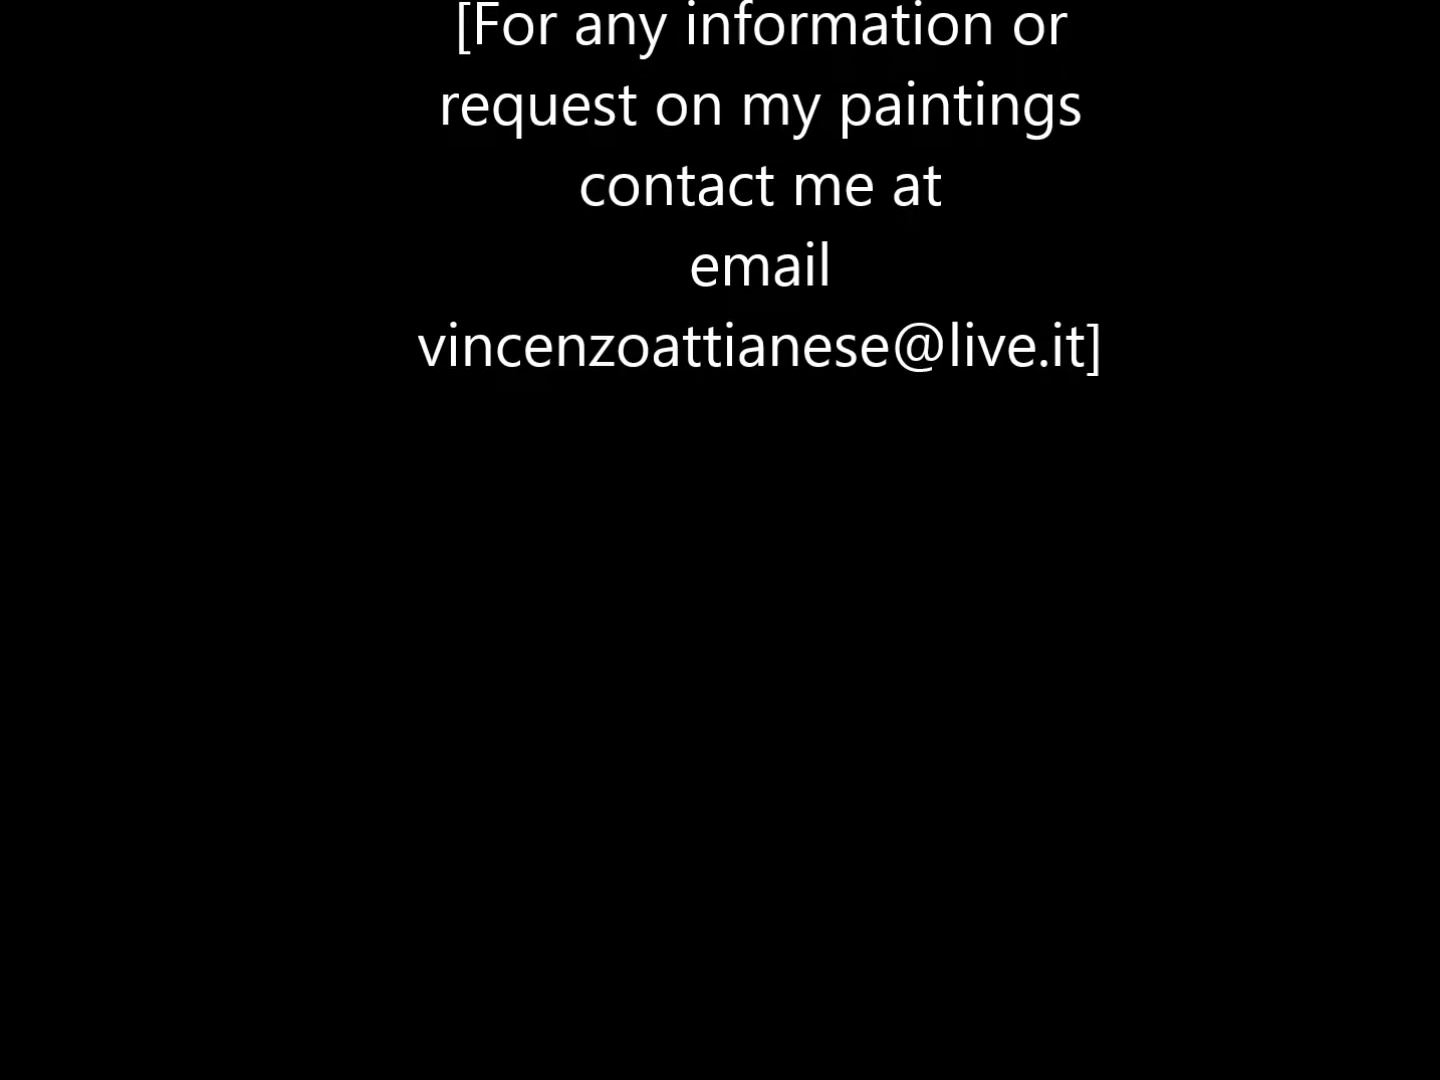 [For any information or
request on my paintings
contact me at
email
vincenzoattianese@live.it]